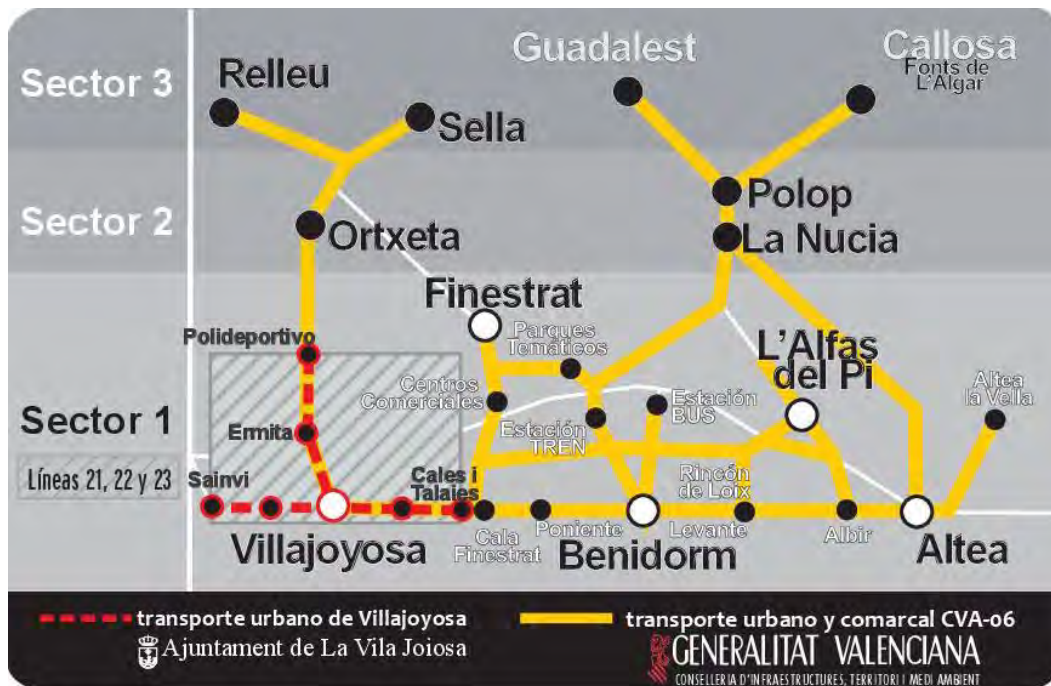 Sector 3
Relleu
Sella
Guadalest
Callosa
Fonts de
L'Algar
Sector 2
Ortxeta
Polop
La Nucia
Finestrat
Polideportivo
Parques
Temáticos
L'Alfas
del Pi
Centros
Comerciales
Estación
BUS
Altea
la Vella
Sector 1
Ermita
Estación
TREN
Líneas 21, 22 y 23
Sainvi
Cales i
Talaies
Rincón
de Loix
Villajoyosa
Cala
Finestrat
Poniente
Benidorm
Levante
Albir
Altea
transporte urbano de Villajoyosa
transporte urbano y comarcal CVA-06
Ajuntament de La Vila Joiosa
GENERALITAT VALENCIANA
CONSELLERIA D'INFRAESTRUCTURES, TERRITORI I MEDI AMBIENT